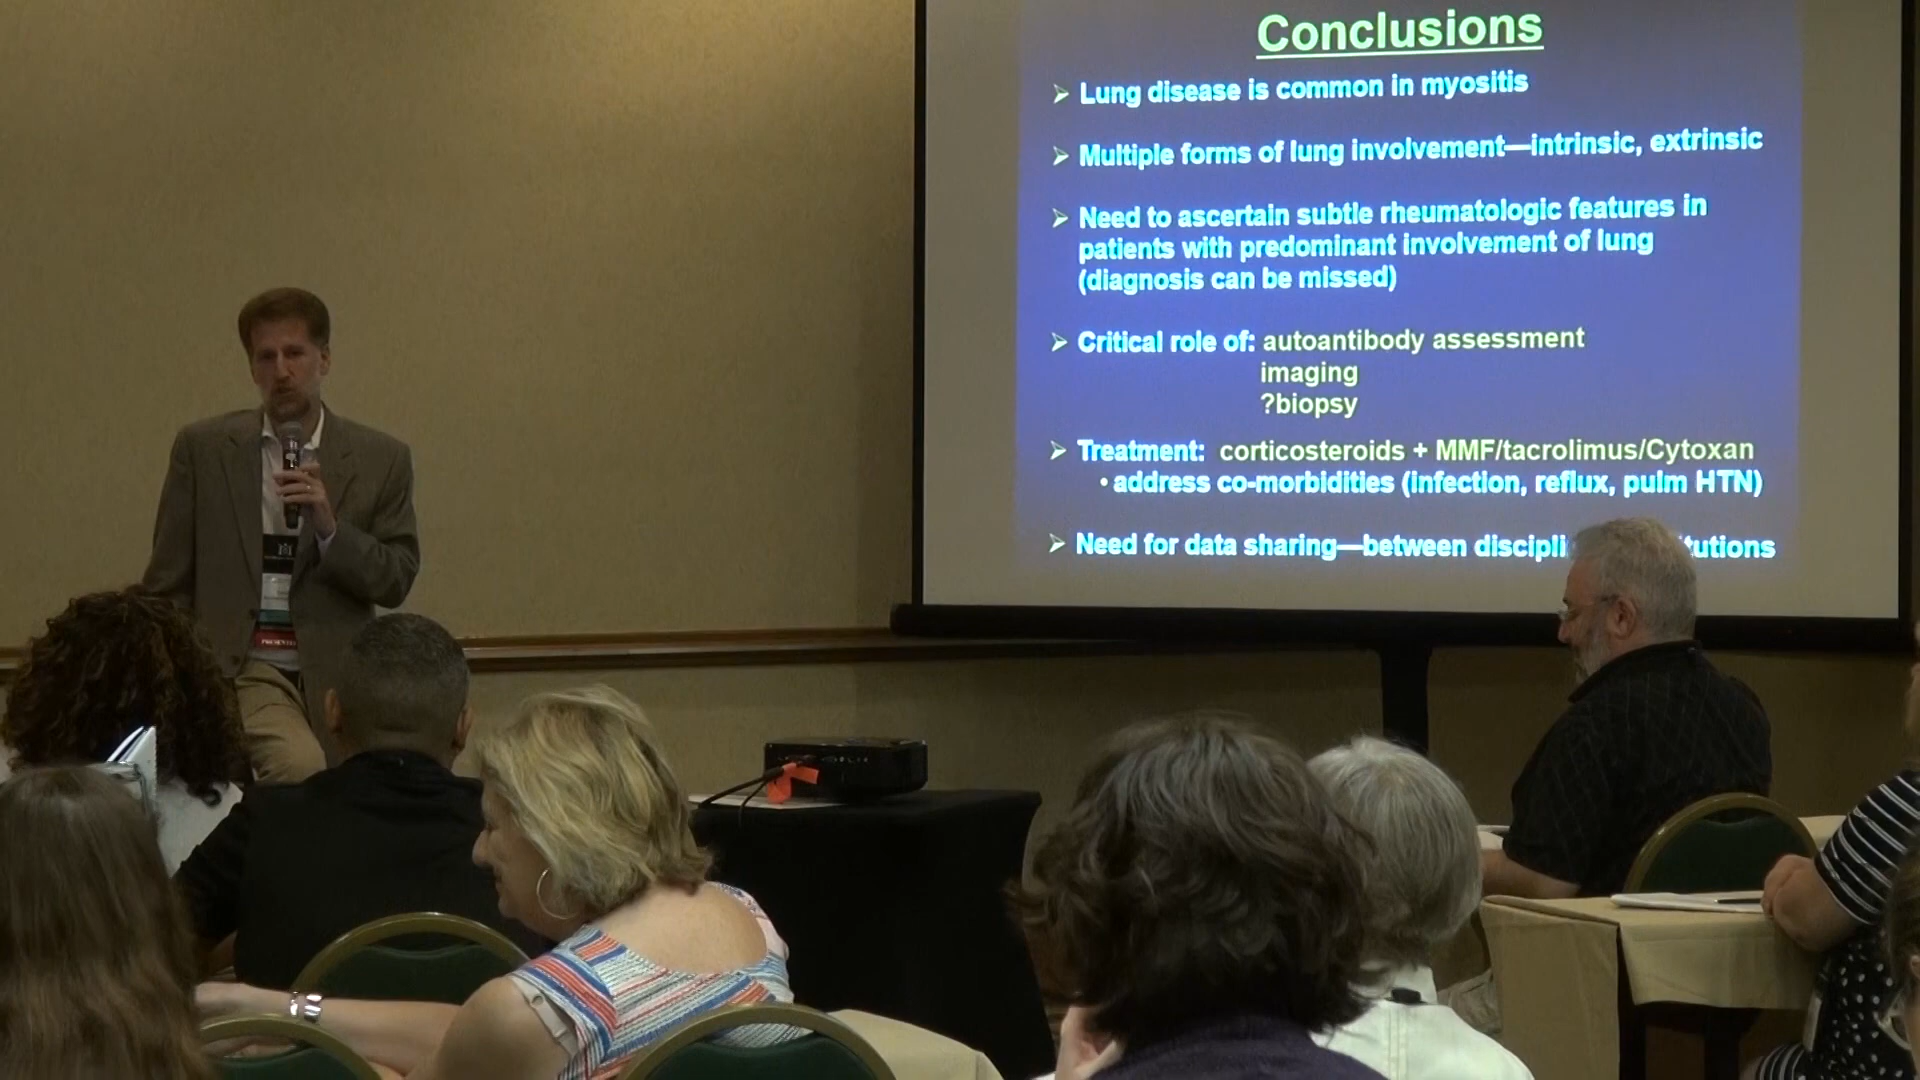 Conclusions
➢ Lung disease is common in myositis
➢ Multiple forms of lung involvement—intrinsic, extrinsic
➢ Need to ascertain subtle rheumatologic features in
patients with predominant involvement of lung
(diagnosis can be missed)
➢ Critical role of: autoantibody assessment
imaging
?biopsy
➢ Treatment: corticosteroids + MMF/tacrolimus/Cytoxan
• address co-morbidities (infection, reflux, pulm HTN)
➢ Need for data sharing—between discipli tutions